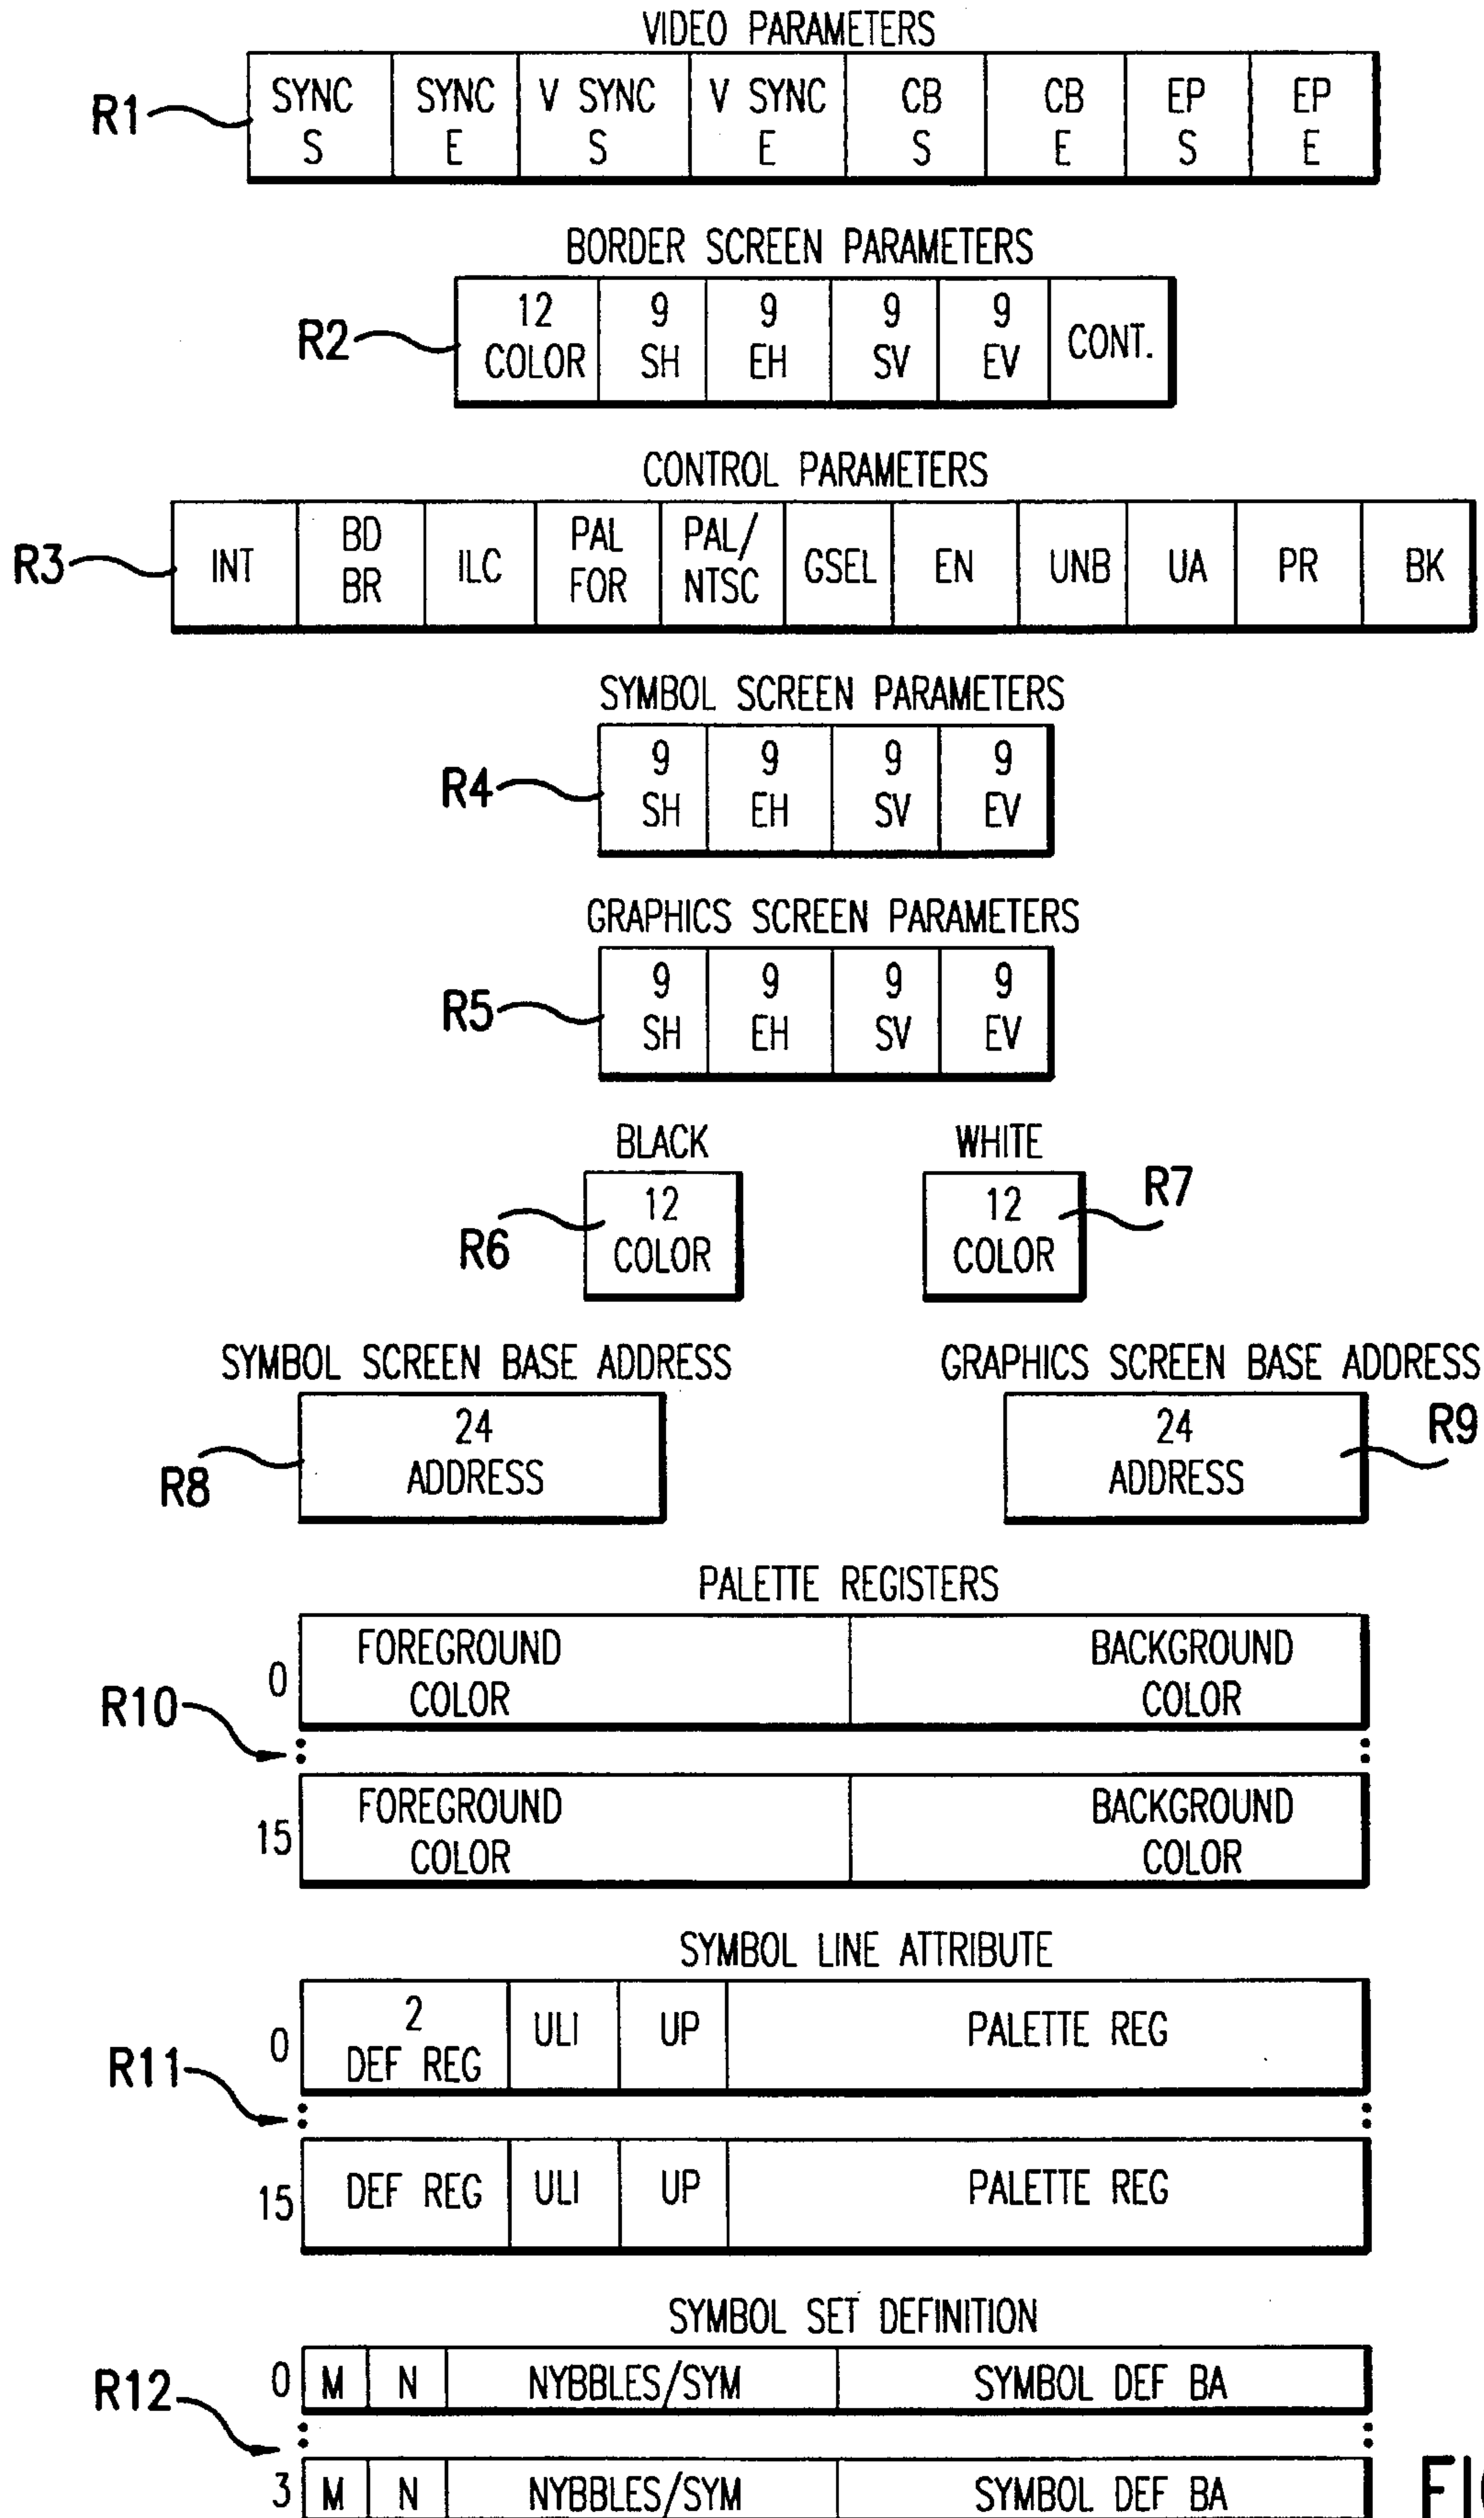 VIDEO PARAMETERS
R1
SYNC S
SYNC E
V SYNC S
V SYNC E
CB S
CB E
EP S
EP E
BORDER SCREEN PARAMETERS
R2
12 COLOR
9 SH
9 EH
9 SV
9 EV
CONT.
CONTROL PARAMETERS
R3
INT
BD BR
ILC
PAL FOR
PAL/ NTSC
GSEL
EN
UNB
UA
PR
BK
SYMBOL SCREEN PARAMETERS
R4
9 SH
9 EH
9 SV
9 EV
GRAPHICS SCREEN PARAMETERS
R5
9 SH
9 EH
9 SV
9 EV
BLACK
WHITE
R6
12 COLOR
12 COLOR
R7
SYMBOL SCREEN BASE ADDRESS
GRAPHICS SCREEN BASE ADDRESS
R8
24 ADDRESS
24 ADDRESS
R9
PALETTE REGISTERS
R10
0
FOREGROUND COLOR
BACKGROUND COLOR
15
FOREGROUND COLOR
BACKGROUND COLOR
SYMBOL LINE ATTRIBUTE
R11
0
2 DEF REG
ULI
UP
PALETTE REG
15
DEF REG
ULI
UP
PALETTE REG
SYMBOL SET DEFINITION
R12
0
M
N
NYBBLES/SYM
SYMBOL DEF BA
3
M
N
NYBBLES/SYM
SYMBOL DEF BA